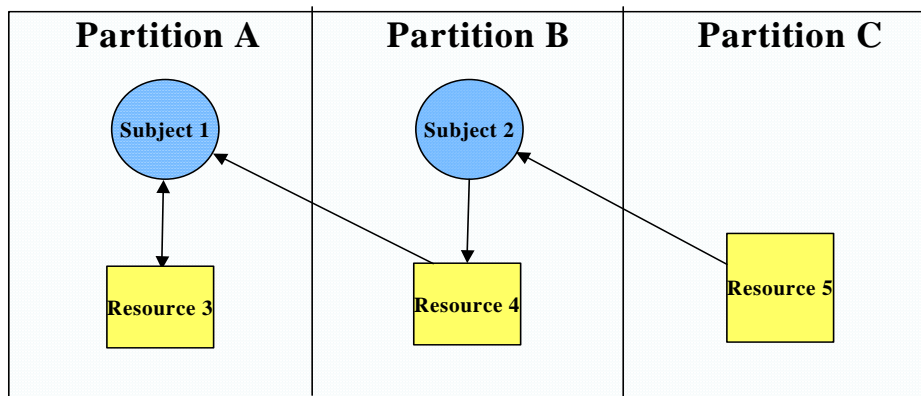 Partition A
Partition B
Partition C
Subject 1
Subject 2
Resource 3
Resource 4
Resource 5